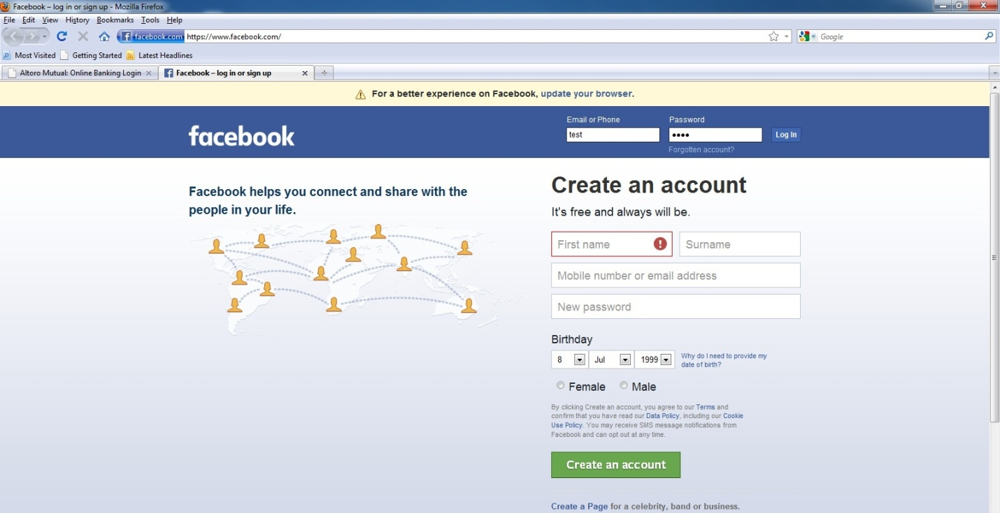 Facebook – log in or sign up - Mozilla Firefox
File Edit View History Bookmarks Tools Help
facebook.com https://www.facebook.com/ Google
Most Visited Getting Started Latest Headlines
Altoro Mutual: Online Banking Login Facebook – log in or sign up
For a better experience on Facebook, update your browser.
Email or Phone Password
facebook
test •••• Log In
Forgotten account?
Facebook helps you connect and share with the
people in your life.
Create an account
It's free and always will be.
First name Surname
Mobile number or email address
New password
Birthday
8 Jul 1999
Why do I need to provide my
date of birth?
Female Male
By clicking Create an account, you agree to our Terms and
confirm that you have read our Data Policy, including our Cookie
Use Policy. You may receive SMS message notifications from
Facebook and can opt out at any time.
Create an account
Create a Page for a celebrity, band or business.